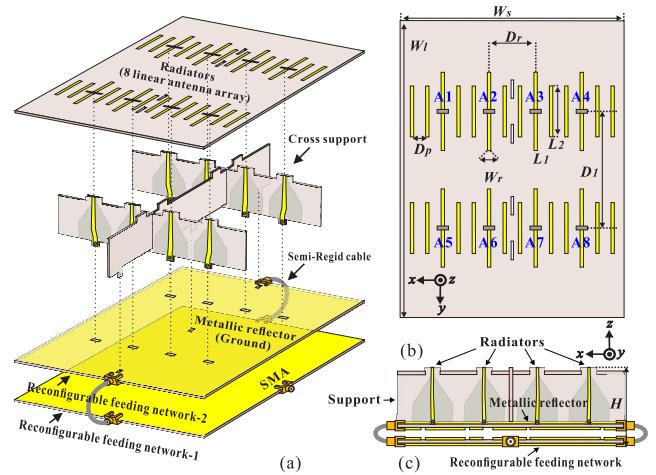 Radiators
(8 linear antenna array)
Cross support
Semi-Regid cable
Metallic reflector
(Ground)
SMA
Reconfigurable feeding network-2
Reconfigurable feeding network-1
(a)
Ws
Wl
Dr
A1 A2 A3 A4
Dp
L2
L1
Wr
D1
A5 A6 A7 A8
x z
y
(b)
z
x y
Radiators
Support
Metallic reflector
H
Reconfigurable feeding network
(c)